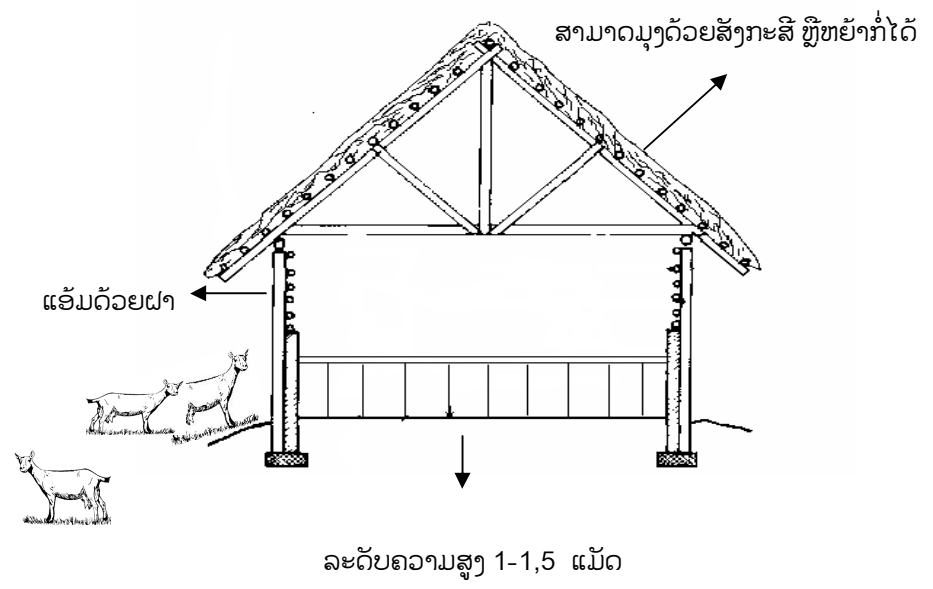 ສາມາດມຸງດ້ວຍສັງກະສີ ຫຼືຫຍ້າກໍ່ໄດ້
ແອ້ມດ້ວຍຝາ
ລະດັບຄວາມສູງ 1-1,5 ແມັດ